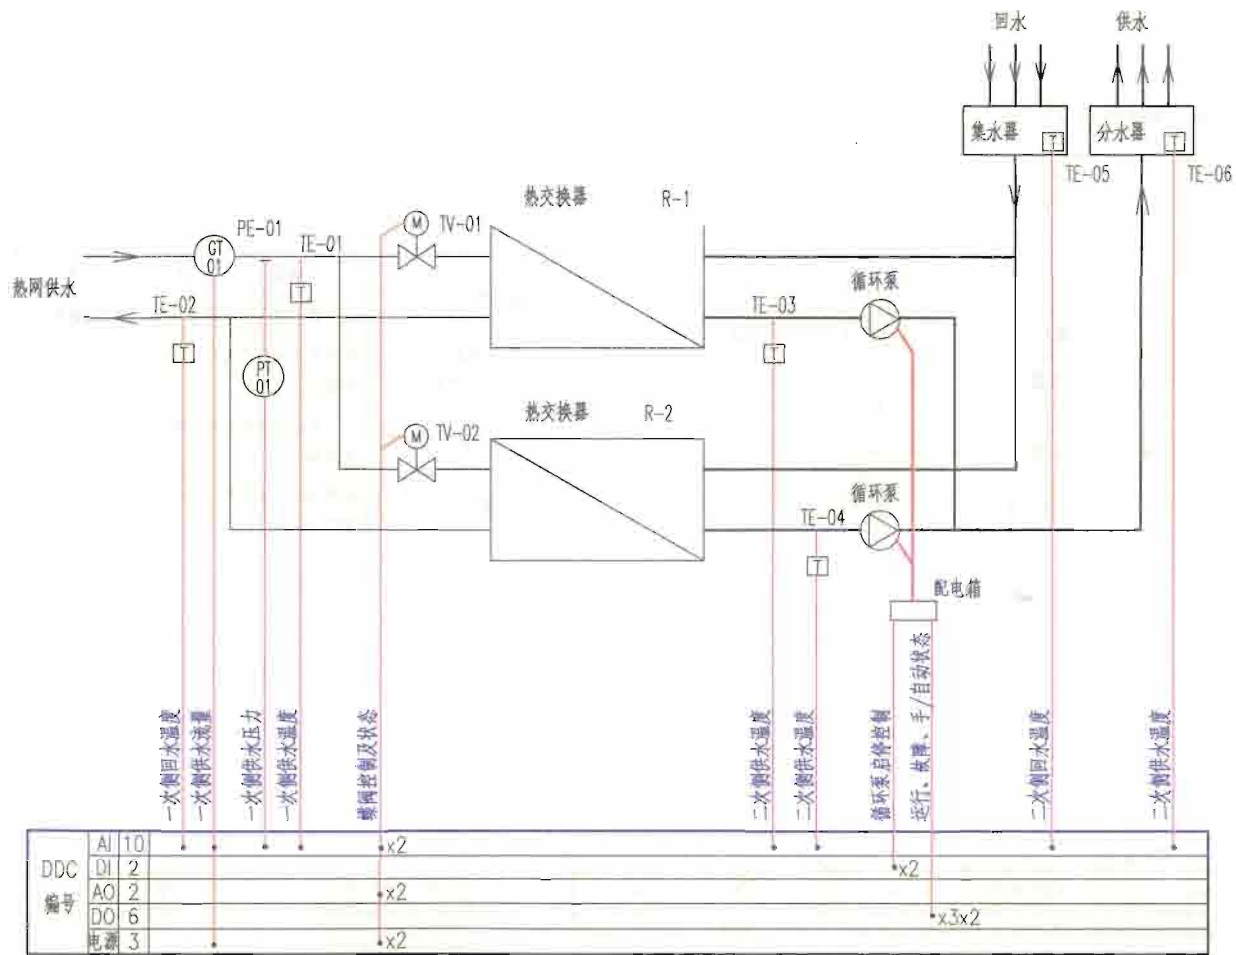 回水
供水
集水器
T
分水器
T
TE-05
TE-06
热交换器
R-1
M
TV-01
PE-01
TE-01
GT
01
热网供水
TE-02
T
T
PT
01
TE-03
T
循环泵
热交换器
R-2
M
TV-02
循环泵
TE-04
T
配电箱
一次侧回水温度
一次侧供水流量
一次侧供水压力
一次侧供水温度
蝶阀控制及状态
二次侧供水温度
二次侧供水温度
循环泵启停控制
运行、故障、手/自动状态
二次侧回水温度
二次侧供水温度
DDC
编号
AI 10 x2
DI 2 x2
AO 2 x2
DO 6 x3x2
电源 3 x2